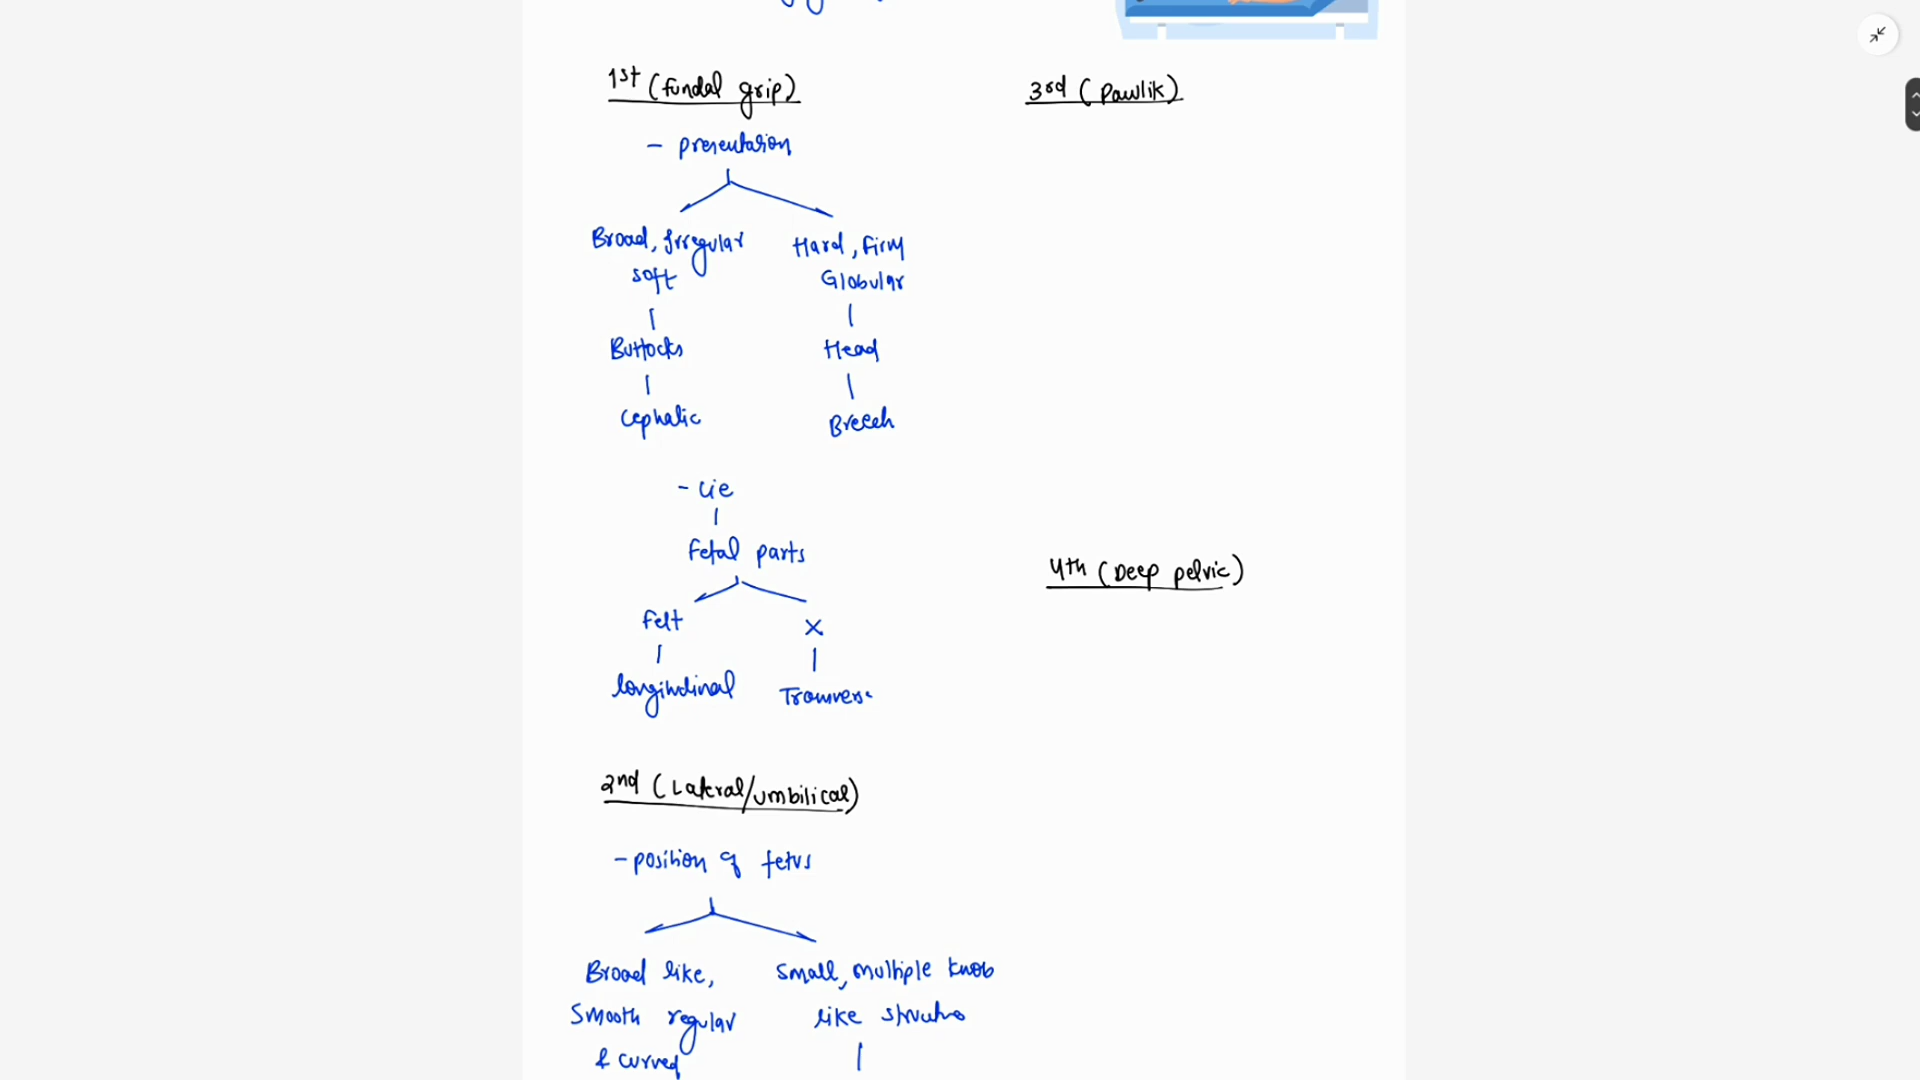 1st (fundal grip)
- presentation
Broad, Irregular
soft
Hard, Firm
Globular
Buttocks
Head
Cephalic
Breech
- Lie
Fetal parts
Felt
X
longitudinal
Transverse
2nd (Lateral/umbilical)
- position of fetus
Broad like,
Smooth regular
& curved
Small, multiple knob
like structure
3rd (Pawlik)
4th (Deep pelvic)